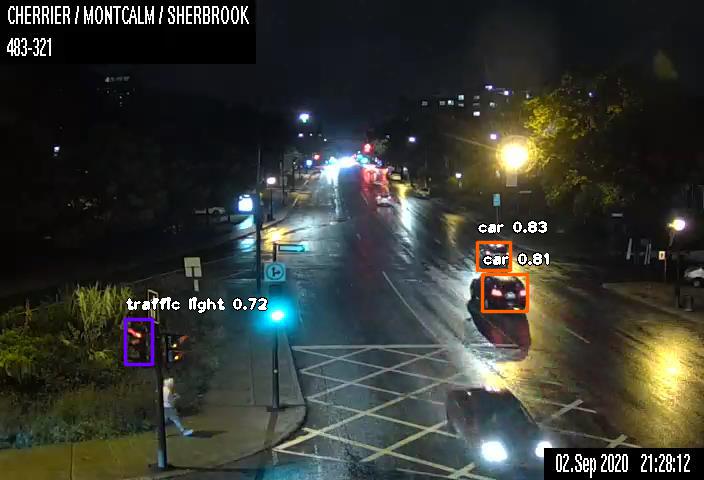 CHERRIER / MONTCALM / SHERBROOK
483-321
car 0.83
car 0.81
traffic light 0.72
02.Sep 2020 21:28:12